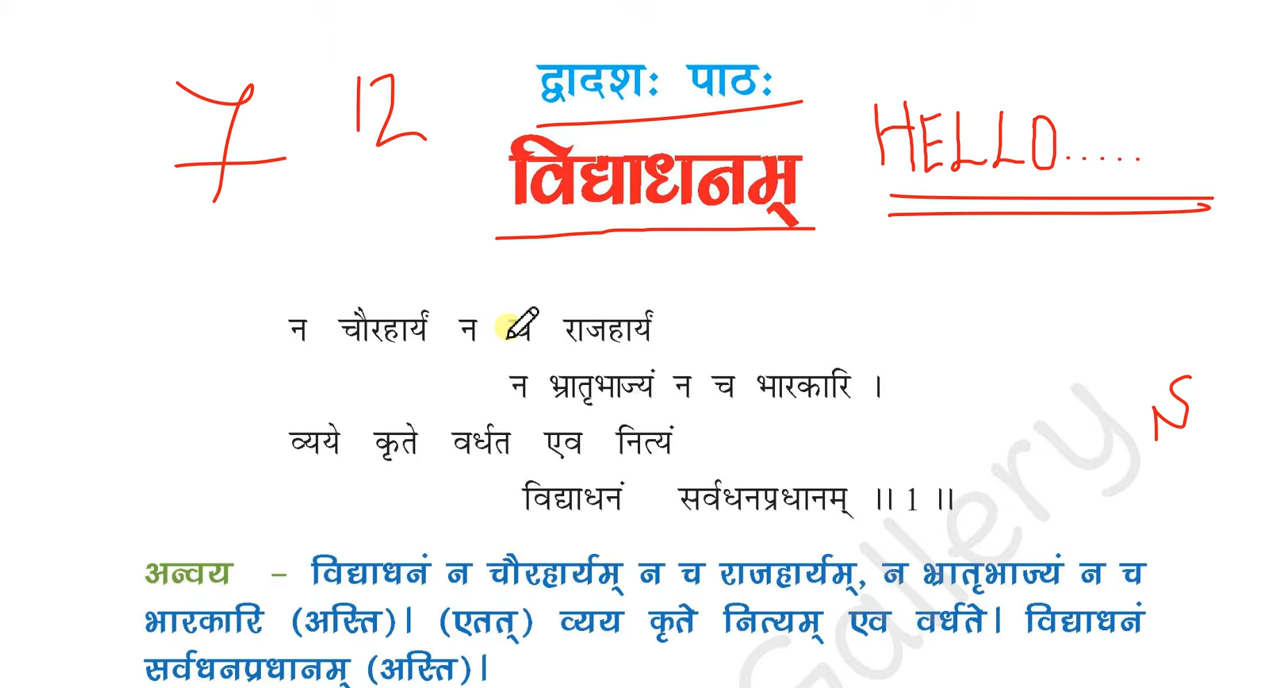 7 12 द्वादशः पाठः
विद्याधनम् HELLO.....
न चौरहार्यं न च राजहार्यं
न भ्रातृभाज्यं न च भारकारि ।
व्यये कृते वर्धत एव नित्यं
विद्याधनं सर्वधनप्रधानम् ।। 1 ।।
अन्वय - विद्याधनं न चौरहार्यम् न च राजहार्यम्, न भ्रातृभाज्यं न च
भारकारि (अस्ति)। (एतत्) व्यय कृते नित्यम् एव वर्धते। विद्याधनं
सर्वधनप्रधानम् (अस्ति)।
Gallery